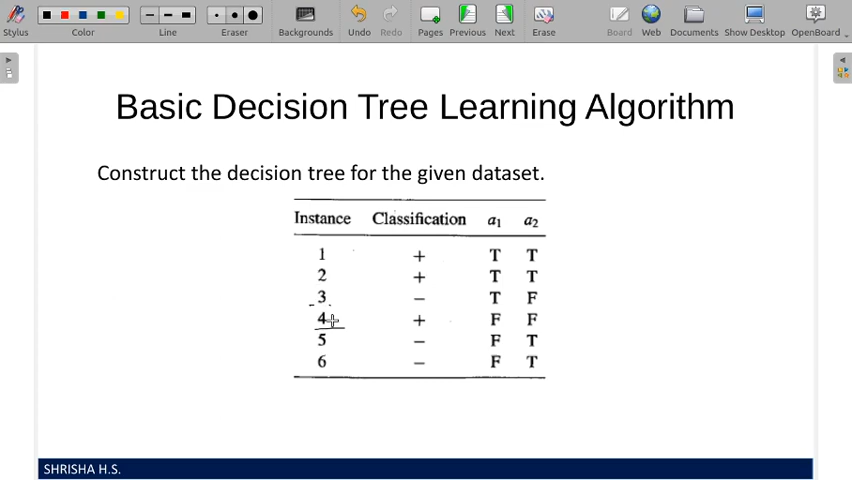 Stylus Color Line Eraser Backgrounds Undo Redo Pages Previous Next Erase Board Web Documents Show Desktop OpenBoard
Basic Decision Tree Learning Algorithm
Construct the decision tree for the given dataset.
Instance Classification a1 a2
1 + T T
2 + T T
3 − T F
4 + F F
5 − F T
6 − F T
SHRISHA H.S.